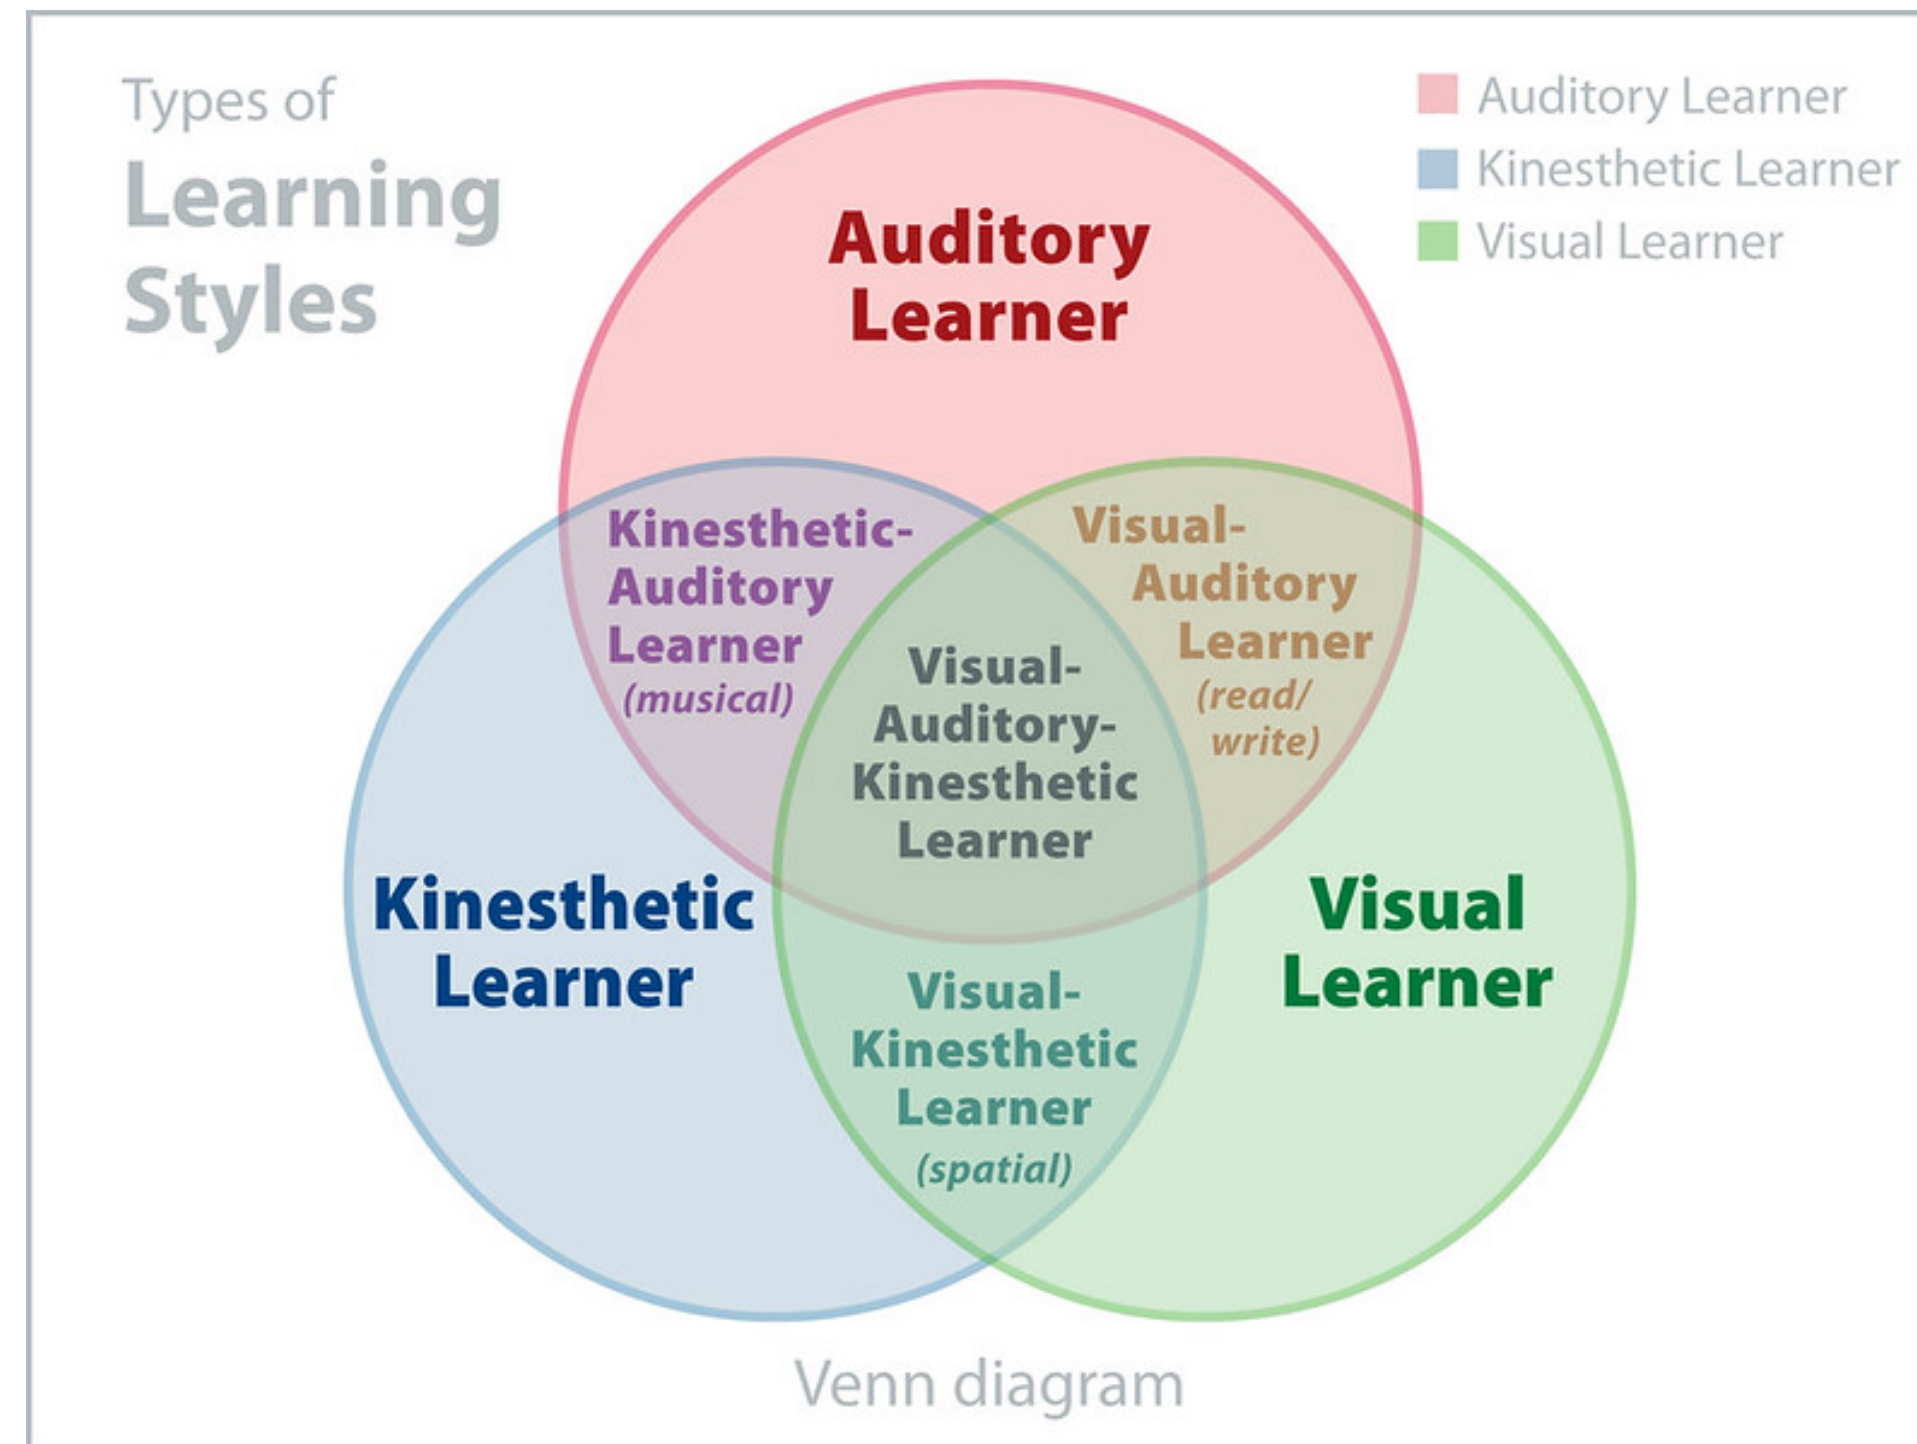 Types of
Learning
Styles
Auditory Learner
Kinesthetic Learner
Visual Learner
Auditory
Learner
Kinesthetic-
Auditory
Learner
(musical)
Visual-
Auditory
Learner
(read/
write)
Visual-
Auditory-
Kinesthetic
Learner
Kinesthetic
Learner
Visual
Learner
Visual-
Kinesthetic
Learner
(spatial)
Venn diagram